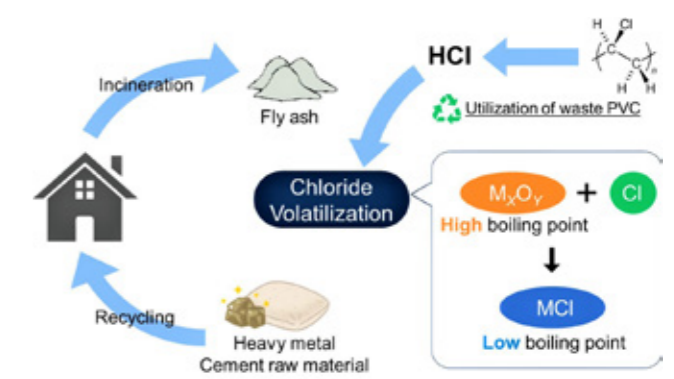 Incineration
Fly ash
HCl
H
Cl
C
H
C
n
H
H
Utilization of waste PVC
Chloride
Volatilization
MXOY + Cl
High boiling point
MCl
Low boiling point
Recycling
Heavy metal
Cement raw material